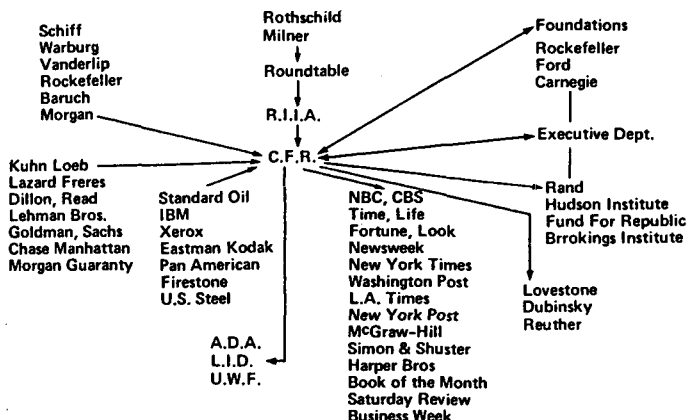 Schiff
Warburg
Vanderlip
Rockefeller
Baruch
Morgan
Rothschild
Milner
Roundtable
R.I.I.A.
C.F.R.
Foundations
Rockefeller
Ford
Carnegie
Executive Dept.
Rand
Hudson Institute
Fund For Republic
Brrokings Institute
Lovestone
Dubinsky
Reuther
Kuhn Loeb
Lazard Freres
Dillon, Read
Lehman Bros.
Goldman, Sachs
Chase Manhattan
Morgan Guaranty
Standard Oil
IBM
Xerox
Eastman Kodak
Pan American
Firestone
U.S. Steel
A.D.A.
L.I.D.
U.W.F.
NBC, CBS
Time, Life
Fortune, Look
Newsweek
New York Times
Washington Post
L.A. Times
New York Post
McGraw-Hill
Simon & Shuster
Harper Bros
Book of the Month
Saturday Review
Business Week